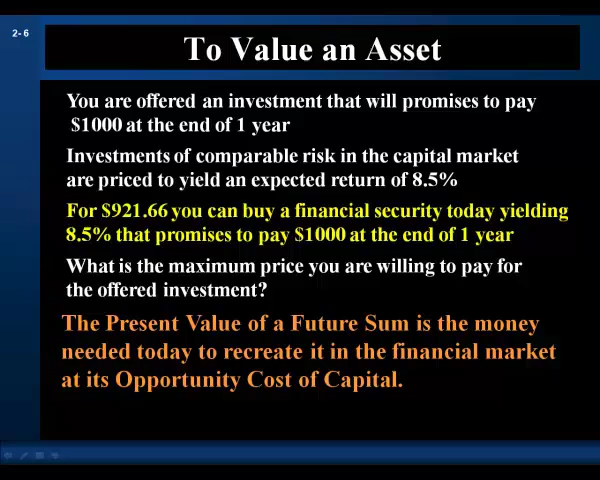 2- 6
To Value an Asset
You are offered an investment that will promises to pay
$1000 at the end of 1 year
Investments of comparable risk in the capital market
are priced to yield an expected return of 8.5%
For $921.66 you can buy a financial security today yielding
8.5% that promises to pay $1000 at the end of 1 year
What is the maximum price you are willing to pay for
the offered investment?
The Present Value of a Future Sum is the money
needed today to recreate it in the financial market
at its Opportunity Cost of Capital.